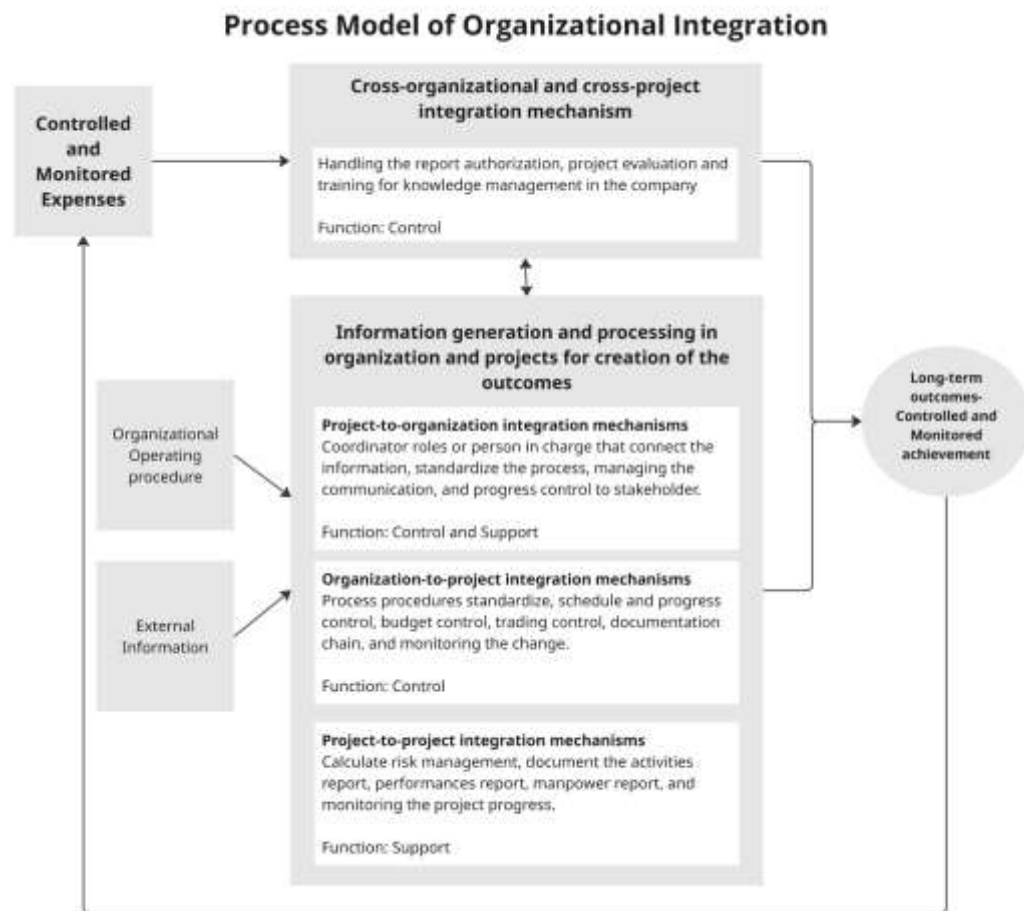 Process Model of Organizational Integration
Controlled
and
Monitored
Expenses
Cross-organizational and cross-project
integration mechanism
Handling the report authorization, project evaluation and
training for knowledge management in the company
Function: Control
Information generation and processing in
organization and projects for creation of the
outcomes
Organizational
Operating
procedure
External
Information
Project-to-organization integration mechanisms
Coordinator roles or person in charge that connect the
information, standardize the process, managing the
communication, and progress control to stakeholder.
Function: Control and Support
Organization-to-project integration mechanisms
Process procedures standardize, schedule and progress
control, budget control, trading control, documentation
chain, and monitoring the change.
Function: Control
Project-to-project integration mechanisms
Calculate risk management, document the activities
report, performances report, manpower report, and
monitoring the project progress.
Function: Support
Long-term
outcomes-
Controlled and
Monitored
achievement